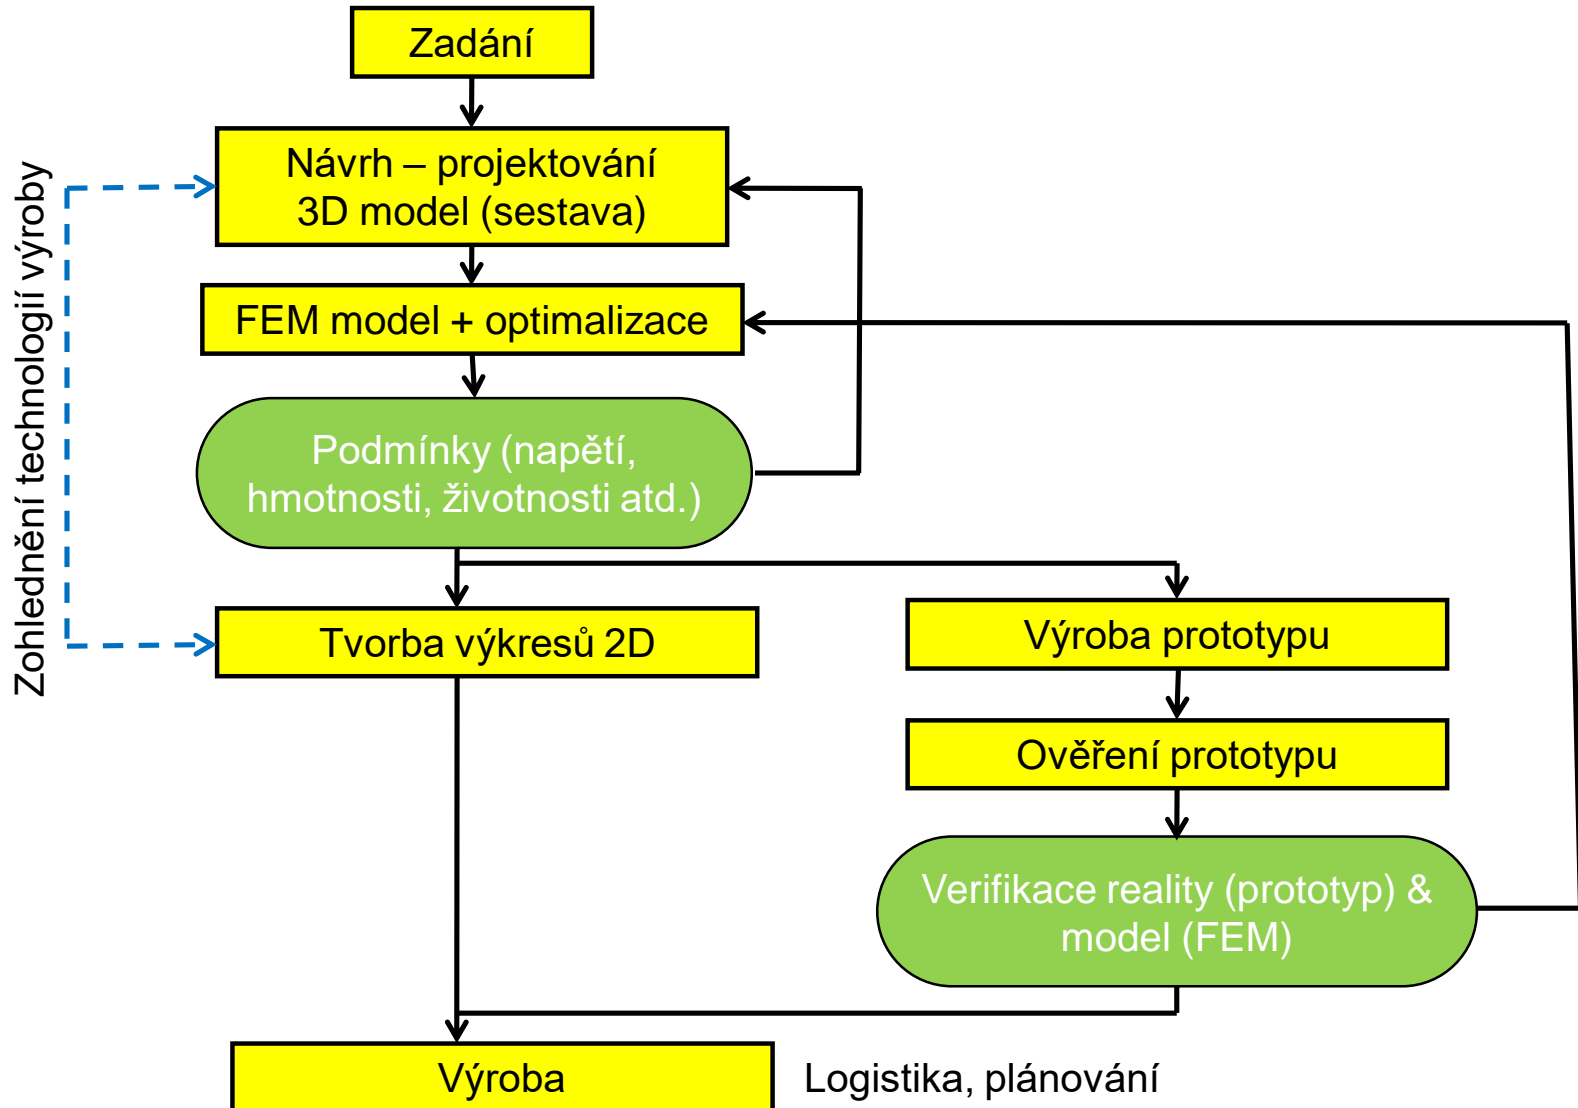 Zadání
Návrh – projektování
3D model (sestava)
Zohlednění technologií výroby
FEM model + optimalizace
Podmínky (napětí,
hmotnosti, životnosti atd.)
Tvorba výkresů 2D
Výroba prototypu
Ověření prototypu
Verifikace reality (prototyp) &
model (FEM)
Výroba
Logistika, plánování